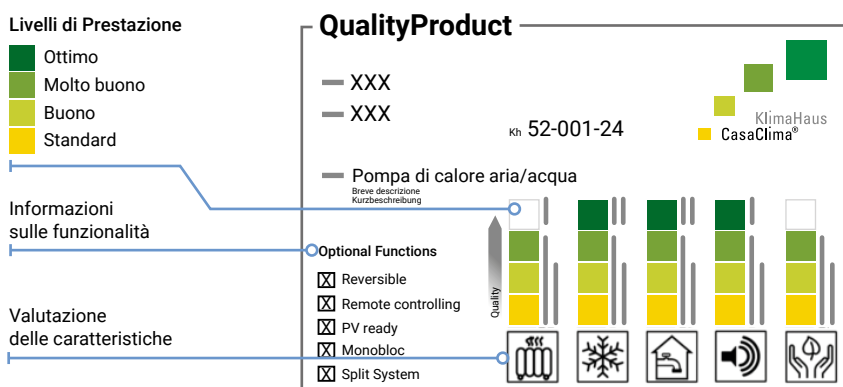 Livelli di Prestazione
Ottimo
Molto buono
Buono
Standard
Informazioni
sulle funzionalità
Valutazione
delle caratteristiche
QualityProduct
XXX
XXX
Kh 52-001-24
KlimaHaus
CasaClima®
Pompa di calore aria/acqua
Breve descrizione
Kurzbeschreibung
Optional Functions
X Reversible
X Remote controlling
X PV ready
X Monobloc
X Split System
Quality